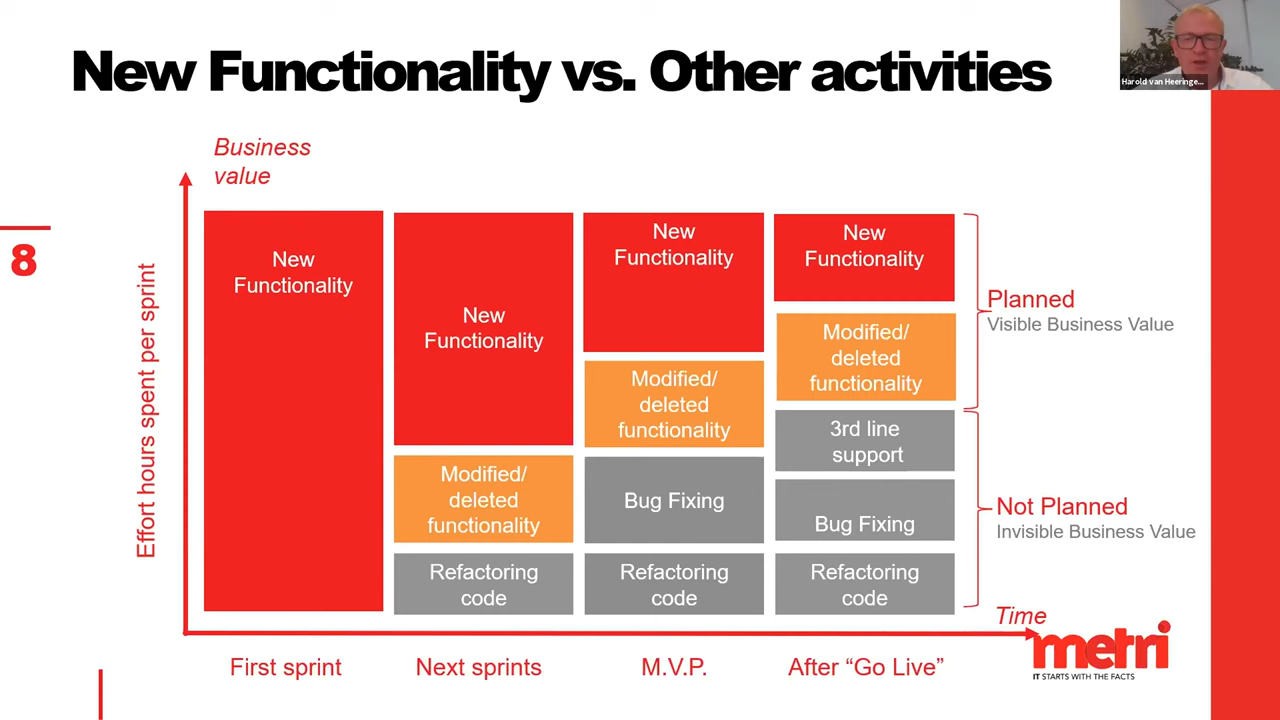 New Functionality vs. Other activities
Harold van Heeringe...
8
Business
value
Effort hours spent per sprint
New
Functionality
New
Functionality
Modified/
deleted
functionality
Refactoring
code
New
Functionality
Modified/
deleted
functionality
Bug Fixing
Refactoring
code
New
Functionality
Modified/
deleted
functionality
3rd line
support
Bug Fixing
Refactoring
code
Planned
Visible Business Value
Not Planned
Invisible Business Value
Time
First sprint
Next sprints
M.V.P.
After “Go Live”
metri
IT STARTS WITH THE FACTS